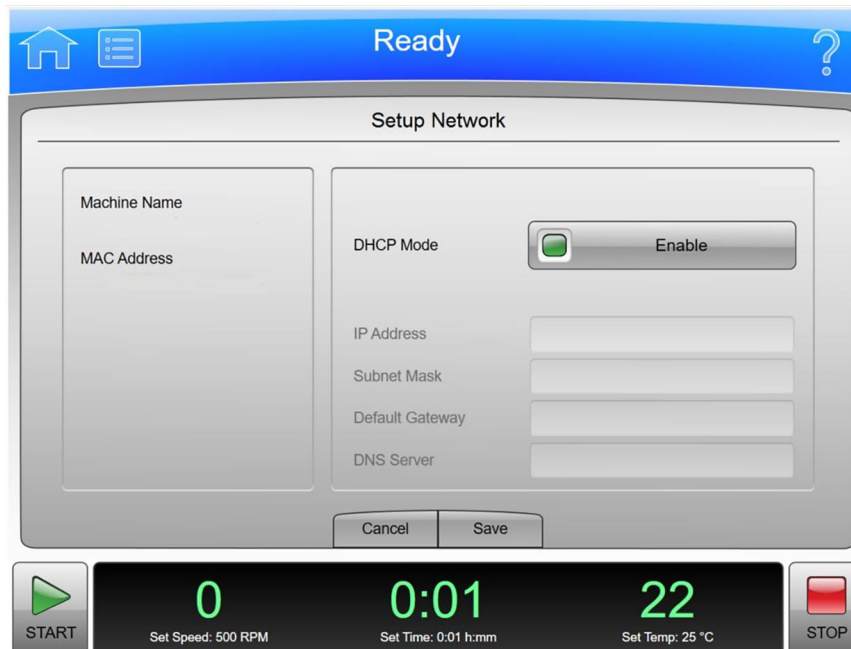 Ready
Setup Network
Machine Name
MAC Address
DHCP Mode
Enable
IP Address
Subnet Mask
Default Gateway
DNS Server
Cancel
Save
START
0
Set Speed: 500 RPM
0:01
Set Time: 0:01 h:mm
22
Set Temp: 25 °C
STOP